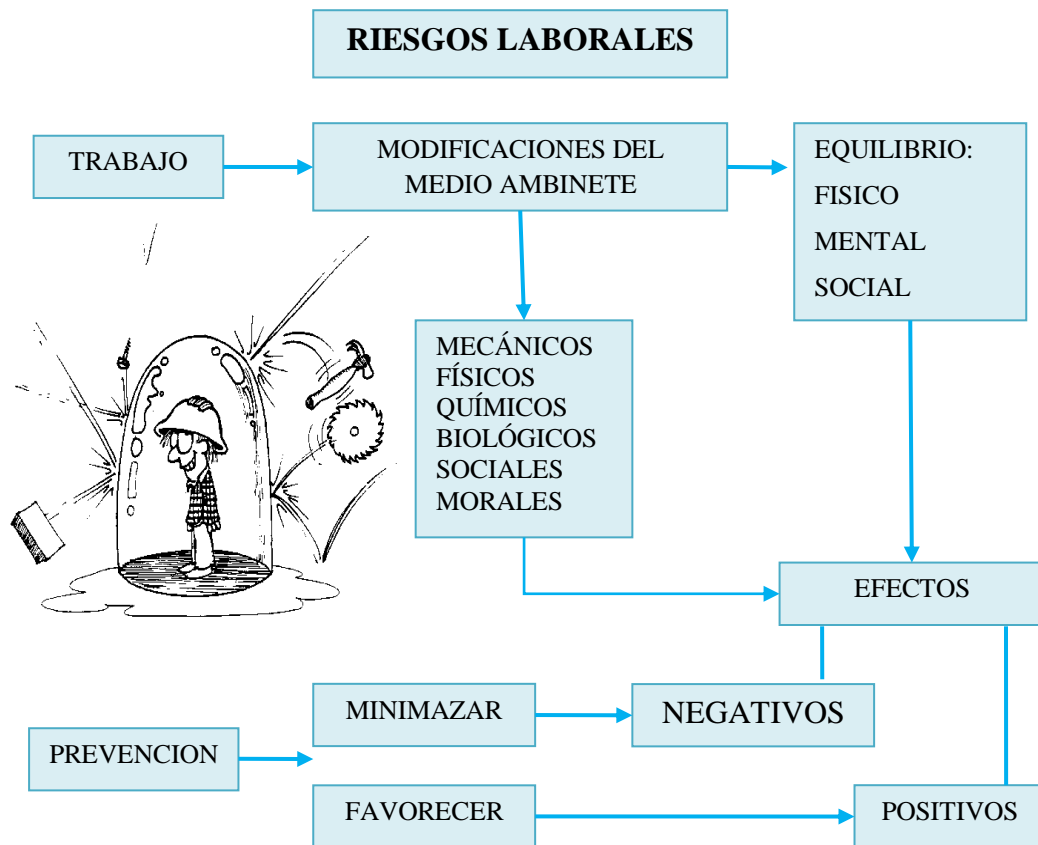 RIESGOS LABORALES
TRABAJO
MODIFICACIONES DEL
MEDIO AMBINETE
EQUILIBRIO:
FISICO
MENTAL
SOCIAL
MECÁNICOS
FÍSICOS
QUÍMICOS
BIOLÓGICOS
SOCIALES
MORALES
EFECTOS
PREVENCION
MINIMAZAR
NEGATIVOS
FAVORECER
POSITIVOS